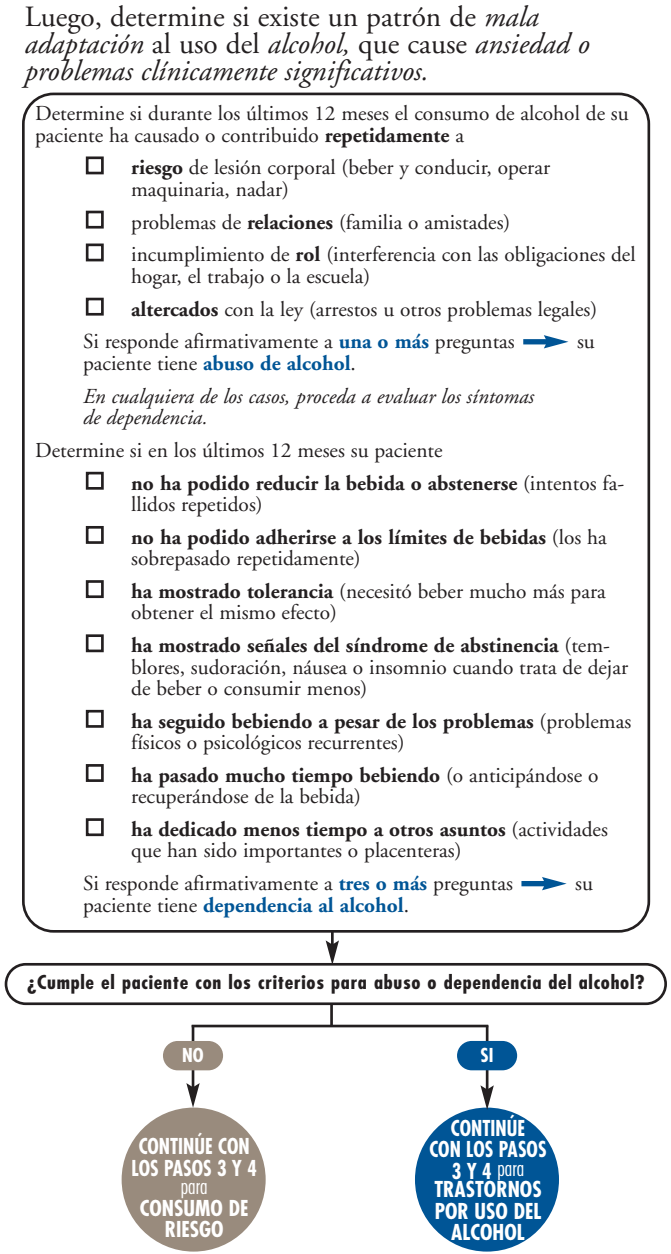 Luego, determine si existe un patrón de mala
adaptación al uso del alcohol, que cause ansiedad o
problemas clínicamente significativos.
Determine si durante los últimos 12 meses el consumo de alcohol de su
paciente ha causado o contribuido repetidamente a
riesgo de lesión corporal (beber y conducir, operar
maquinaria, nadar)
problemas de relaciones (familia o amistades)
incumplimiento de rol (interferencia con las obligaciones del
hogar, el trabajo o la escuela)
altercados con la ley (arrestos u otros problemas legales)
Si responde afirmativamente a una o más preguntas su
paciente tiene abuso de alcohol.
En cualquiera de los casos, proceda a evaluar los síntomas
de dependencia.
Determine si en los últimos 12 meses su paciente
no ha podido reducir la bebida o abstenerse (intentos fa-
llidos repetidos)
no ha podido adherirse a los límites de bebidas (los ha
sobrepasado repetidamente)
ha mostrado tolerancia (necesitó beber mucho más para
obtener el mismo efecto)
ha mostrado señales del síndrome de abstinencia (tem-
blores, sudoración, náusea o insomnio cuando trata de dejar
de beber o consumir menos)
ha seguido bebiendo a pesar de los problemas (problemas
físicos o psicológicos recurrentes)
ha pasado mucho tiempo bebiendo (o anticipándose o
recuperándose de la bebida)
ha dedicado menos tiempo a otros asuntos (actividades
que han sido importantes o placenteras)
Si responde afirmativamente a tres o más preguntas su
paciente tiene dependencia al alcohol.
¿Cumple el paciente con los criterios para abuso o dependencia del alcohol?
NO
CONTINÚE CON
LOS PASOS 3 Y 4
para
CONSUMO DE
RIESGO
SI
CONTINÚE
CON LOS PASOS
3 Y 4 para
TRASTORNOS
POR USO DEL
ALCOHOL